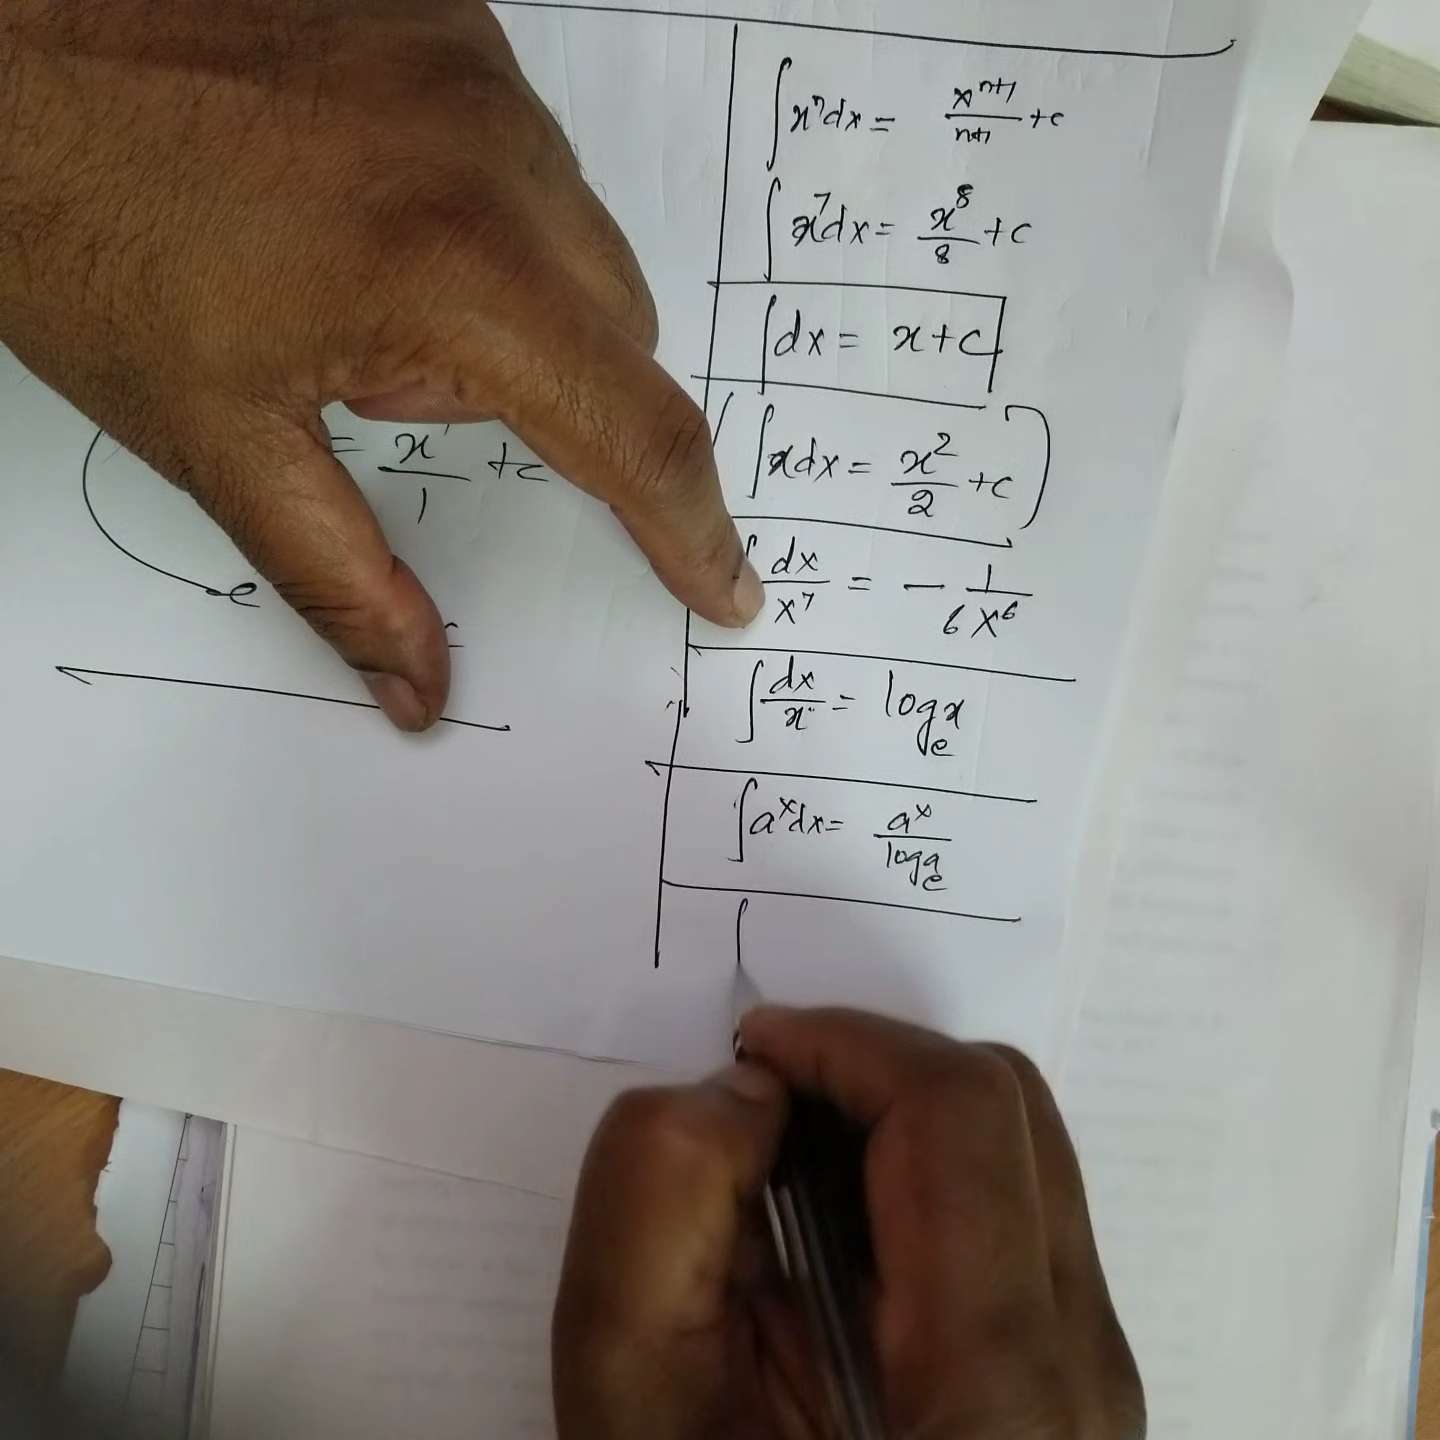 ∫xⁿdx = xⁿ⁺¹/n+1 +c
∫x⁷dx = x⁸/8 +c
∫dx = x+c
(∫xdx = x²/2 +c)
= x¹/1 +c
∫dx/x⁷ = -1/6x⁶
∫dx/x = logₑx
∫aˣdx = aˣ/logₑa
∫